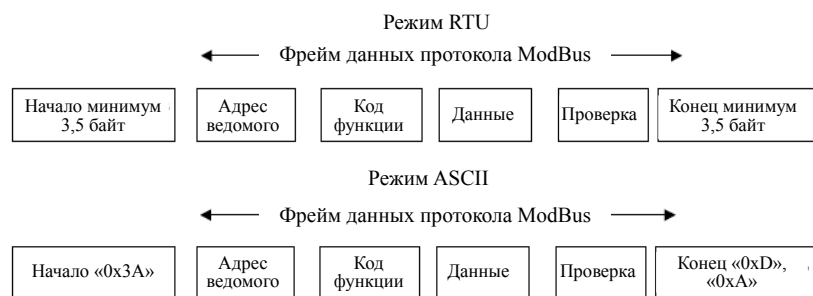 Режим RTU
Фрейм данных протокола ModBus
Начало минимум
3,5 байт
Адрес
ведомого
Код
функции
Данные
Проверка
Конец минимум
3,5 байт
Режим ASCII
Фрейм данных протокола ModBus
Начало «0x3A»
Адрес
ведомого
Код
функции
Данные
Проверка
Конец «0xD»,
«0xA»